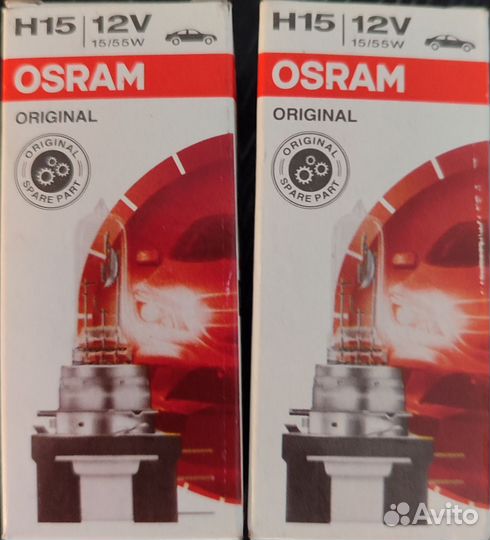 H15 | 12V
15/55W
OSRAM
ORIGINAL
ORIGINAL
SPARE PART
H15 | 12V
15/55W
OSRAM
ORIGINAL
ORIGINAL
SPARE PART
Avito